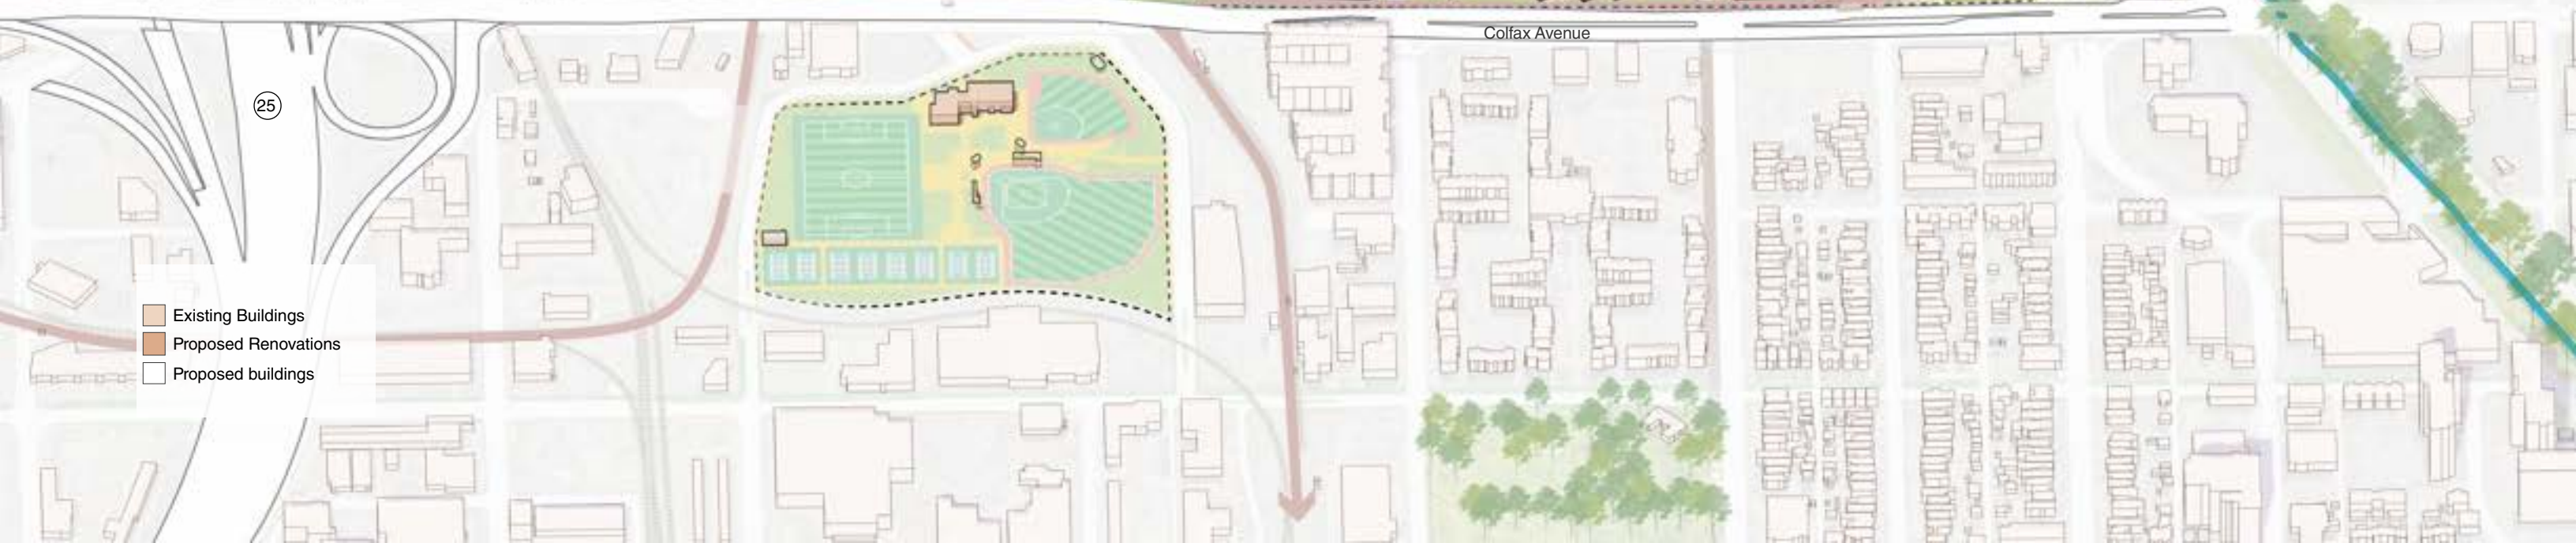 Colfax Avenue
25
Existing Buildings
Proposed Renovations
Proposed buildings